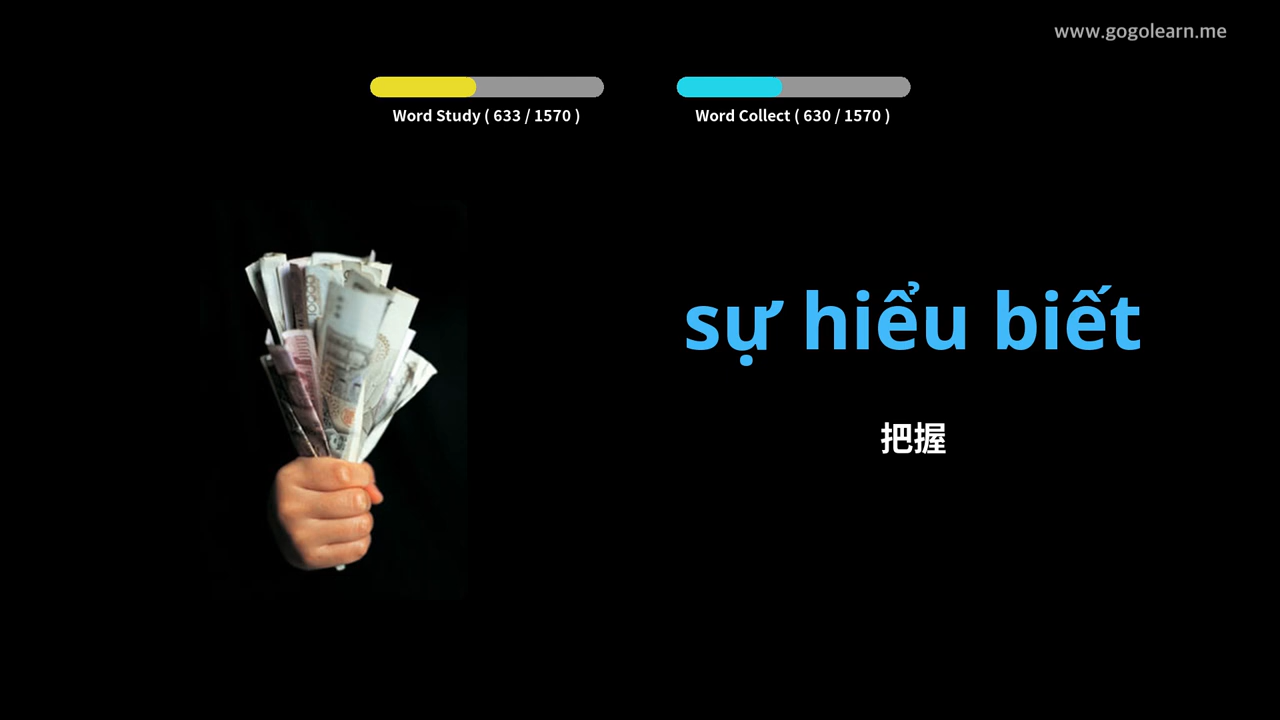 www.gogolearn.me
Word Study ( 633 / 1570 )
Word Collect ( 630 / 1570 )
sự hiểu biết
把握